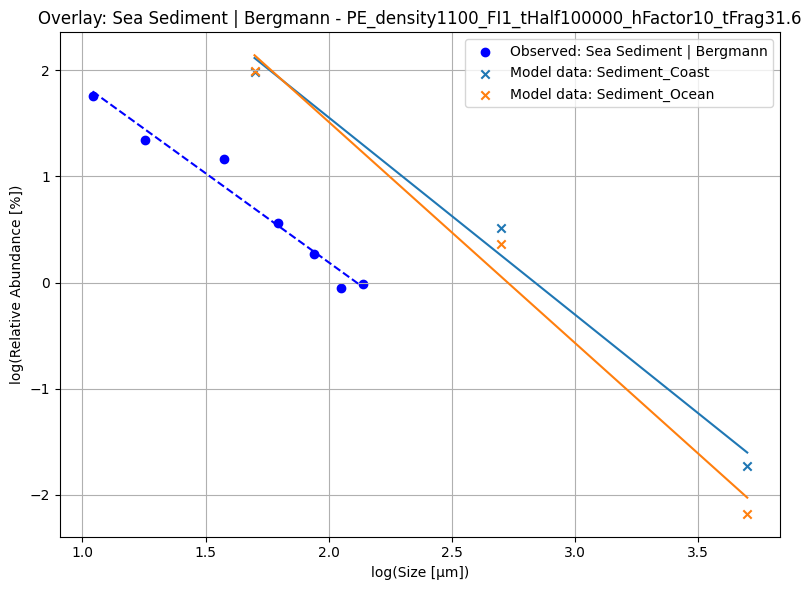 Overlay: Sea Sediment | Bergmann - PE_density1100_FI1_tHalf100000_hFactor10_tFrag31.6
Observed: Sea Sediment | Bergmann
Model data: Sediment_Coast
Model data: Sediment_Ocean
log(Relative Abundance [%])
2
1
0
−1
−2
1.0 1.5 2.0 2.5 3.0 3.5
log(Size [μm])